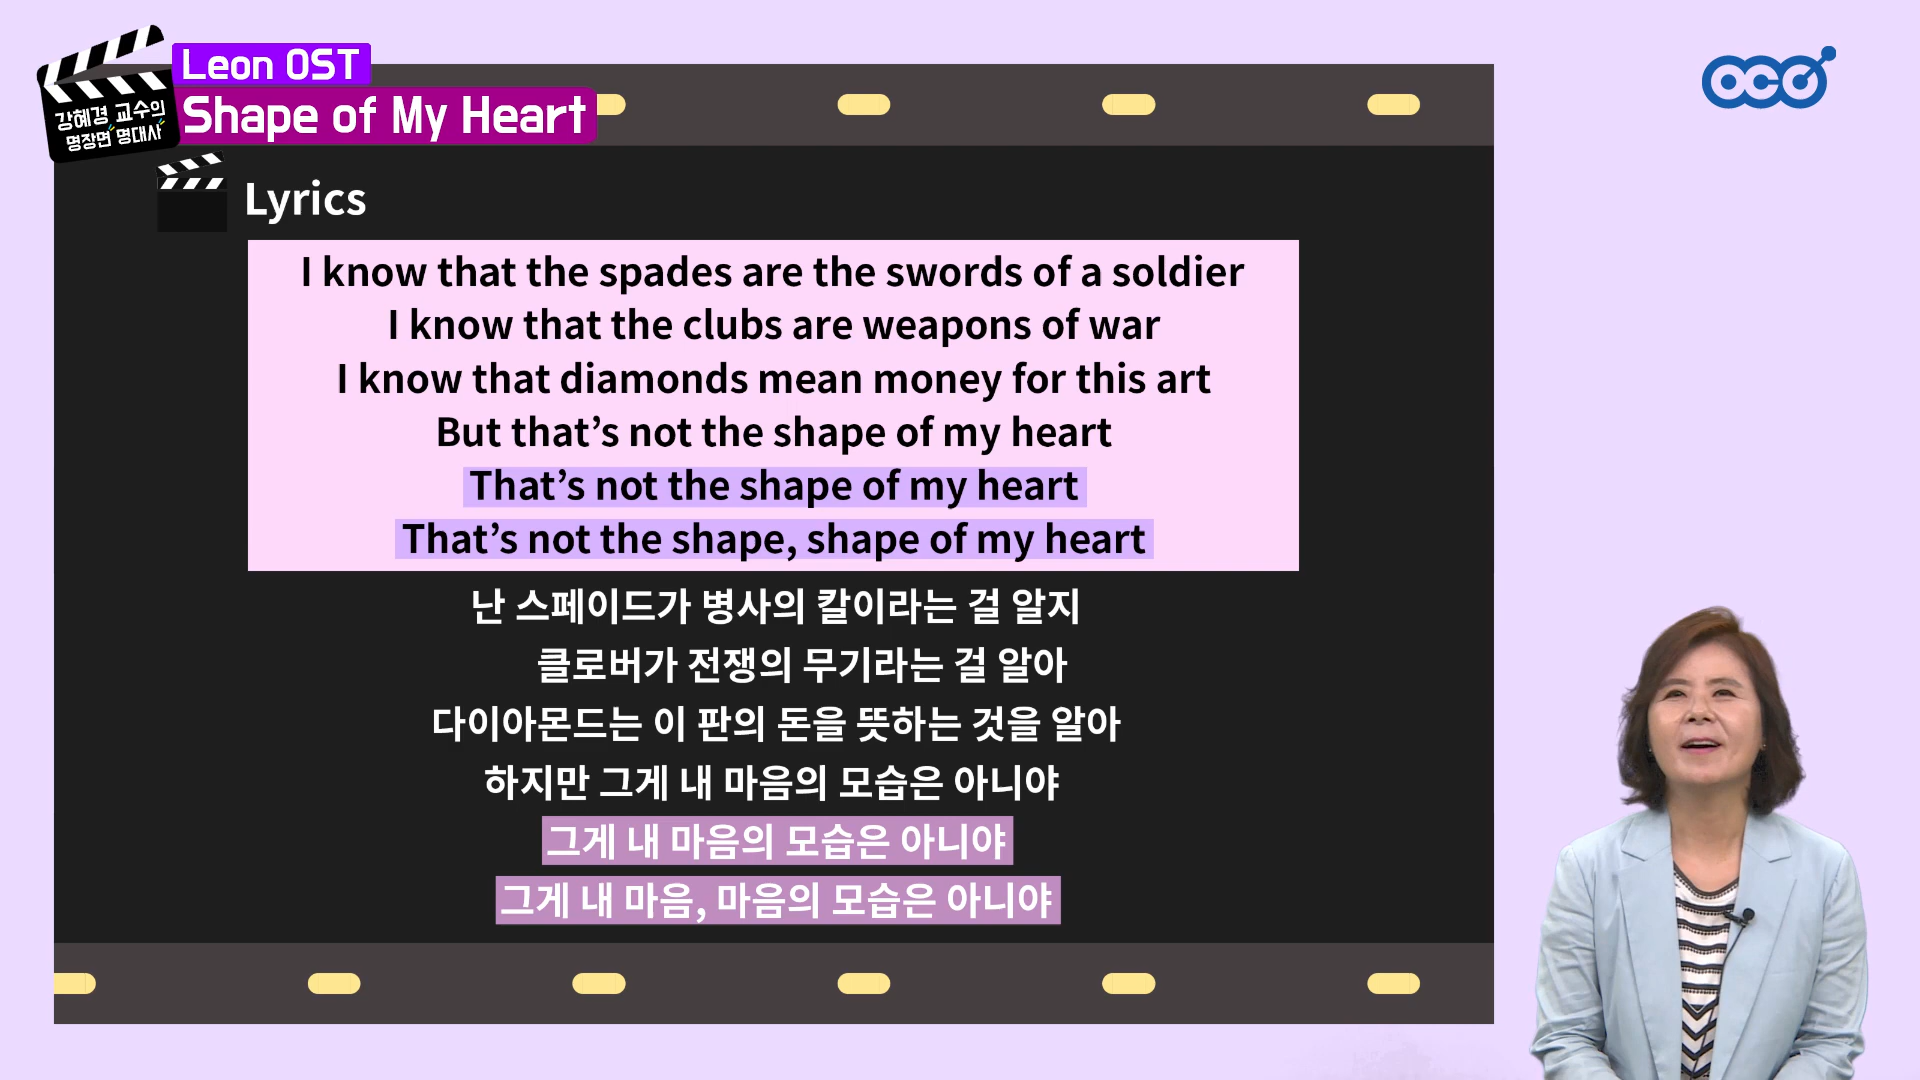 Leon OST
Shape of My Heart
강혜경 교수의
명장면 명대사
oco
Lyrics
I know that the spades are the swords of a soldier
I know that the clubs are weapons of war
I know that diamonds mean money for this art
But that’s not the shape of my heart
That’s not the shape of my heart
That’s not the shape, shape of my heart
난 스페이드가 병사의 칼이라는 걸 알지
클로버가 전쟁의 무기라는 걸 알아
다이아몬드는 이 판의 돈을 뜻하는 것을 알아
하지만 그게 내 마음의 모습은 아니야
그게 내 마음의 모습은 아니야
그게 내 마음, 마음의 모습은 아니야